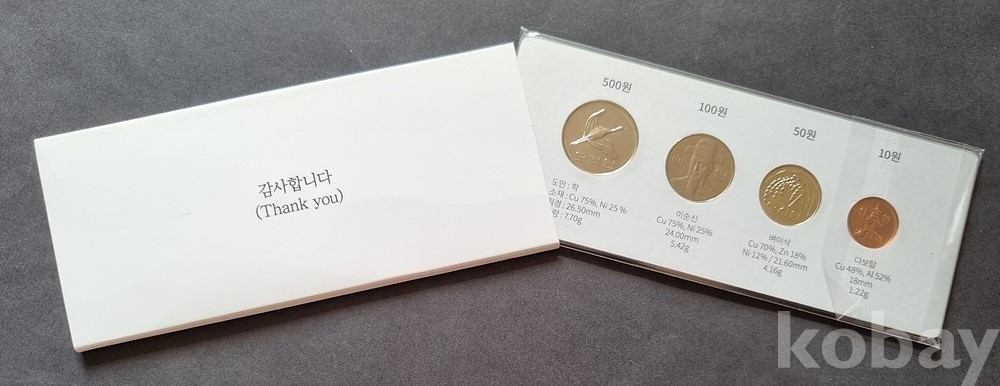 감사합니다
(Thank you)
500원
도안 : 학
소재 : Cu 75%, Ni 25 %
직경 : 26.50mm
량 : 7.70g
100원
이순신
Cu 75%, Ni 25%
24.00mm
5.42g
50원
벼이삭
Cu 70%, Zn 18%
Ni 12% / 21.60mm
4.16g
10원
다보탑
Cu 48%, Al 52%
18mm
1.22g
kobay